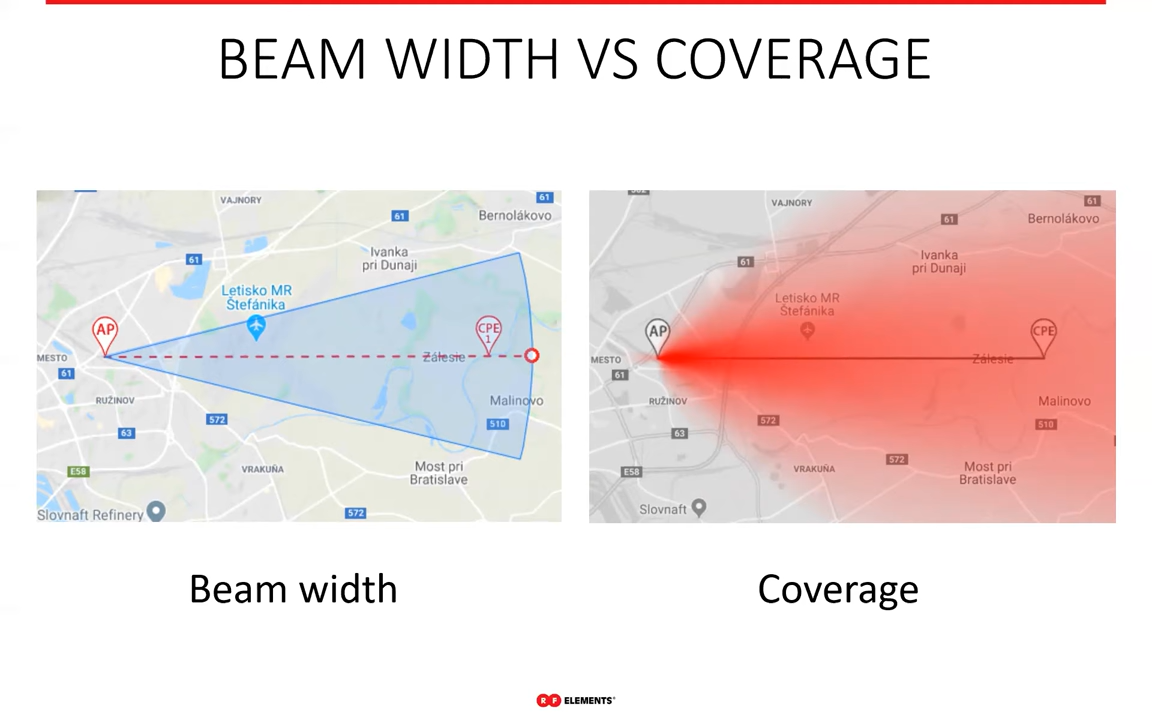 BEAM WIDTH VS COVERAGE
61
VAJNORY
61
Bernolákovo
Ivanka
pri Dunaji
61
Letisko MR
Štefánika
AP
CPE
1
MESTO
Zálesie
61
RUŽINOV
Malinovo
572
510
63
E58
VRAKUŇA
Most pri
Bratislave
Slovnaft Refinery
572
VAJNORY
61
61
Bernolákovo
Ivanka
pri Dunaji
61
Letisko MR
Štefánika
AP
CPE
MESTO
Zálesie
61
RUŽINOV
Malinovo
572
510
63
572
E58
VRAKUŇA
Most pri
Bratislave
Slovnaft
Beam width
Coverage
RF ELEMENTS